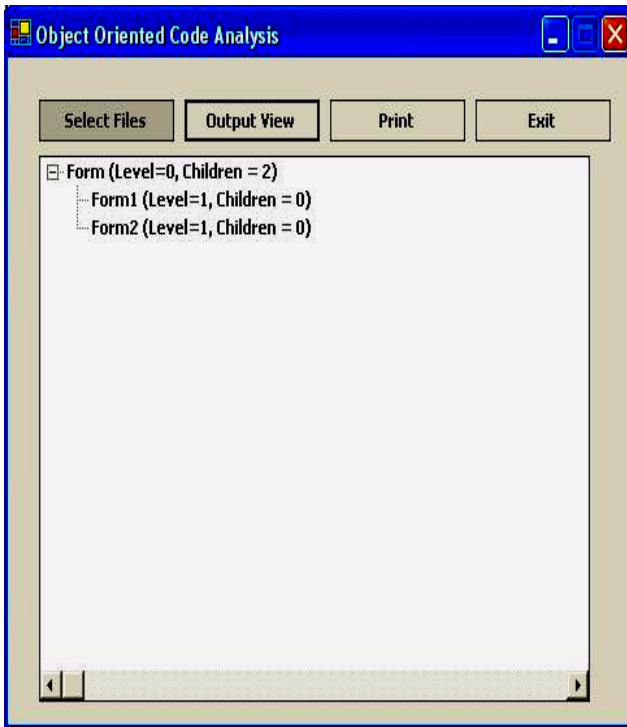 Object Oriented Code Analysis
Select Files Output View Print Exit
Form (Level=0, Children = 2)
Form1 (Level=1, Children = 0)
Form2 (Level=1, Children = 0)